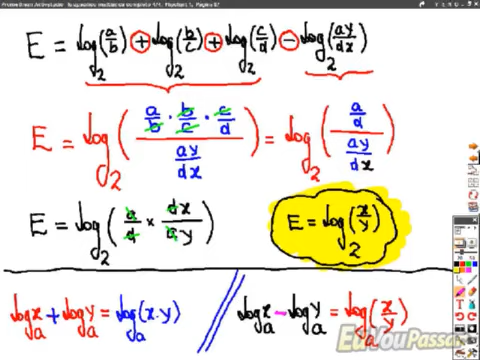 E = log₂(a/b) + log₂(b/c) + log₂(c/d) − log₂(ay/dx)
E = log₂((a/b · b/c · c/d)/(ay/dx)) = log₂((a/d)/(ay/dx))
E = log₂(a/d × dx/ay)
E = log₂(x/y)
logₐx + logₐy = logₐ(x·y) // logₐx − logₐy = logₐ(x/y)
EduYouPassar